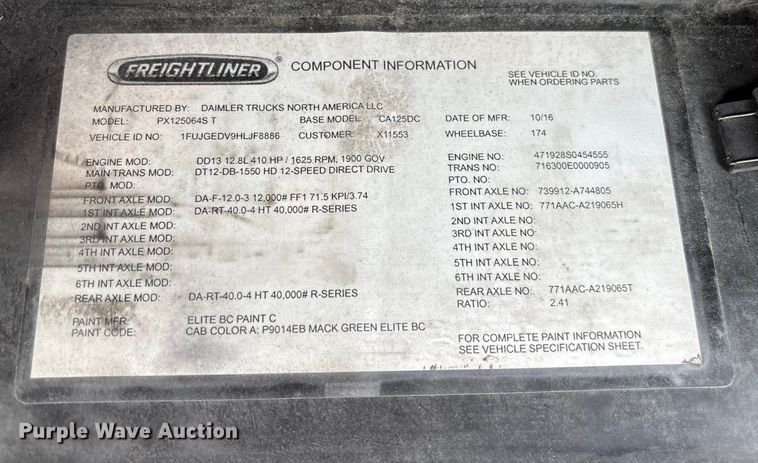 FREIGHTLINER ® COMPONENT INFORMATION
SEE VEHICLE ID NO.
WHEN ORDERING PARTS
MANUFACTURED BY: DAIMLER TRUCKS NORTH AMERICA LLC
MODEL: PX125064S T BASE MODEL: CA125DC DATE OF MFR: 10/16
VEHICLE ID NO: 1FUJGEDV9HLJF8886 CUSTOMER: X11553 WHEELBASE: 174
ENGINE MOD: DD13 12.8L 410 HP / 1625 RPM, 1900 GOV ENGINE NO: 471928S0454555
MAIN TRANS MOD: DT12-DB-1550 HD 12-SPEED DIRECT DRIVE TRANS NO: 716300E0000905
PTO. MOD: PTO. NO:
FRONT AXLE MOD: DA-F-12.0-3 12,000# FF1 71.5 KPI/3.74 FRONT AXLE NO: 739912-A744805
1ST INT AXLE MOD: DA-RT-40.0-4 HT 40,000# R-SERIES 1ST INT AXLE NO: 771AAC-A219065H
2ND INT AXLE MOD: 2ND INT AXLE NO:
3RD INT AXLE MOD: 3RD INT AXLE NO:
4TH INT AXLE MOD: 4TH INT AXLE NO:
5TH INT AXLE MOD: 5TH INT AXLE NO:
6TH INT AXLE MOD: 6TH INT AXLE NO:
REAR AXLE MOD: DA-RT-40.0-4 HT 40,000# R-SERIES REAR AXLE NO: 771AAC-A219065T
RATIO: 2.41
PAINT MFR: ELITE BC PAINT C
PAINT CODE: CAB COLOR A: P9014EB MACK GREEN ELITE BC
FOR COMPLETE PAINT INFORMATION
SEE VEHICLE SPECIFICATION SHEET.
Purple Wave Auction